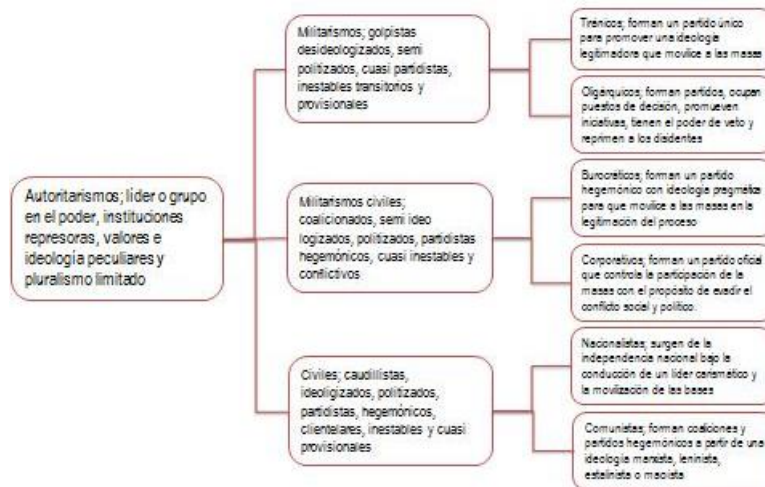 Autoritarismos; líder o grupo
en el poder, instituciones
represoras, valores e
ideología peculiares y
pluralismo limitado
Militarismos; golpistas
desideologizados, semi
politizados, cuasi partidistas,
inestables transitorios y
provisionales
Tiránicos; forman un partido único
para promover una ideología
legitimadora que movilice a las masas
Oligárquicos; forman partidos, ocupan
puestos de decisión, promueven
iniciativas, tienen el poder de veto y
reprimen a los disidentes
Militarismos civiles;
coalicionados, semi ideo
logizados, politizados, partidistas
hegemónicos, cuasi inestables y
conflictivos
Burocráticos; forman un partido
hegemónico con ideología pragmática
para que movilice a las masas en la
legitimación del proceso
Corporativos; forman un partido oficial
que controla la participación de la
masas con el propósito de evadir el
conflicto social y político.
Civiles; caudillistas,
ideoligizados, politizados,
partidistas, hegemónicos,
clientelares, inestables y cuasi
provisionales
Nacionalistas; surgen de la
independencia nacional bajo la
conducción de un líder carismático y
la movilización de las bases
Comunistas; forman coaliciones y
partidos hegemónicos a partir de una
ideología marxista, leninista,
estalinista o maoista